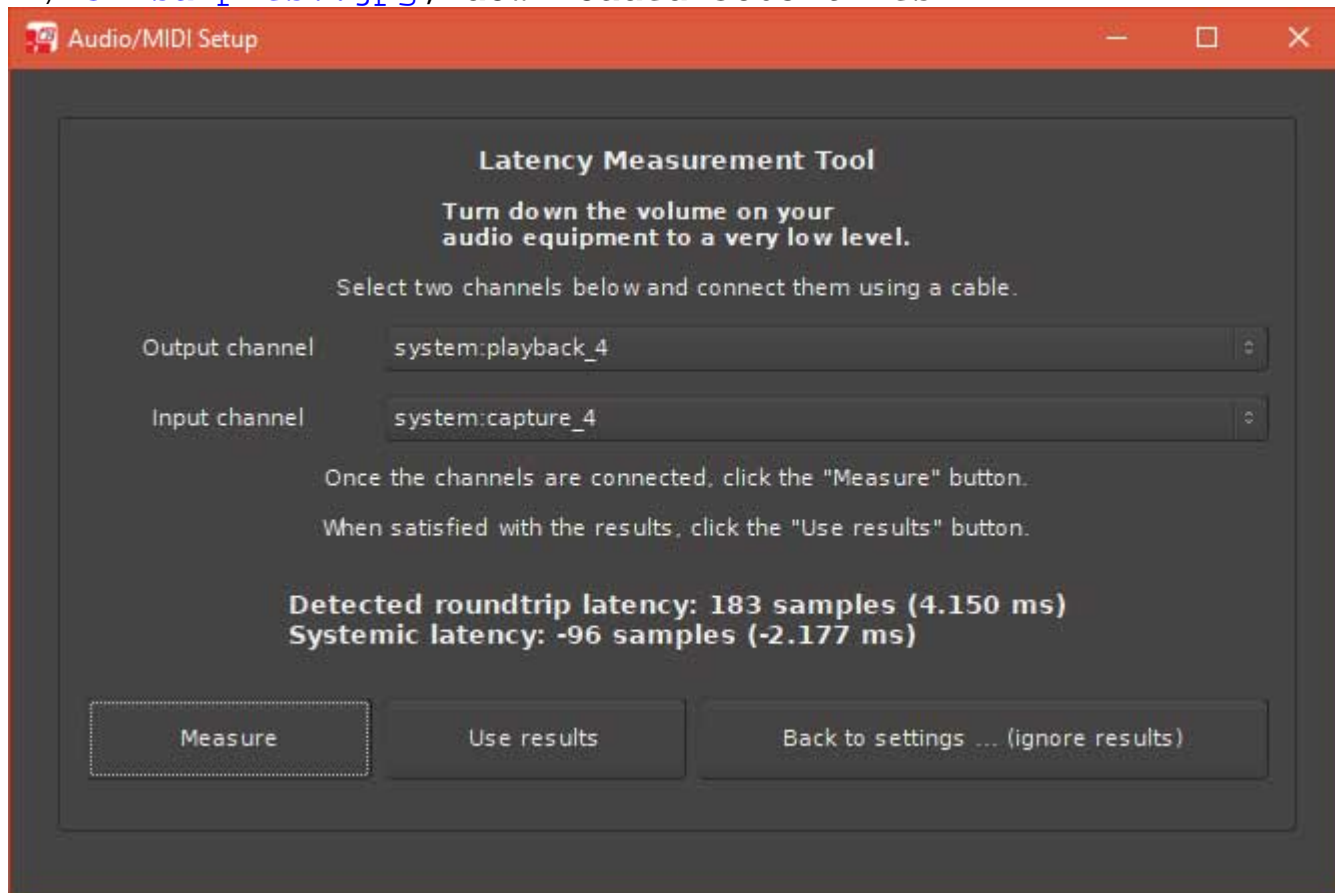 Audio/MIDI Setup
Latency Measurement Tool
Turn down the volume on your
audio equipment to a very low level.
Select two channels below and connect them using a cable.
Output channel system:playback_4
Input channel system:capture_4
Once the channels are connected, click the "Measure" button.
When satisfied with the results, click the "Use results" button.
Detected roundtrip latency: 183 samples (4.150 ms)
Systemic latency: -96 samples (-2.177 ms)
Measure Use results Back to settings ... (ignore results)